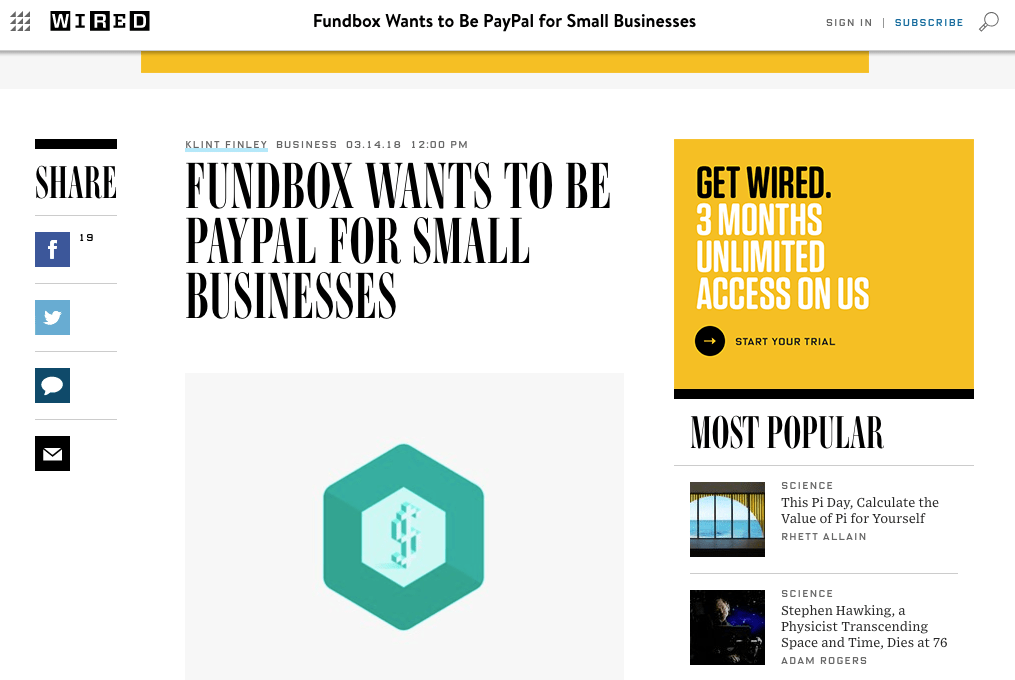 WIRED
Fundbox Wants to Be PayPal for Small Businesses
SIGN IN | SUBSCRIBE
SHARE
19
KLINT FINLEY BUSINESS 03.14.18 12:00 PM
FUNDBOX WANTS TO BE
PAYPAL FOR SMALL
BUSINESSES
GET WIRED.
3 MONTHS
UNLIMITED
ACCESS ON US
START YOUR TRIAL
MOST POPULAR
SCIENCE
This Pi Day, Calculate the
Value of Pi for Yourself
RHETT ALLAIN
SCIENCE
Stephen Hawking, a
Physicist Transcending
Space and Time, Dies at 76
ADAM ROGERS